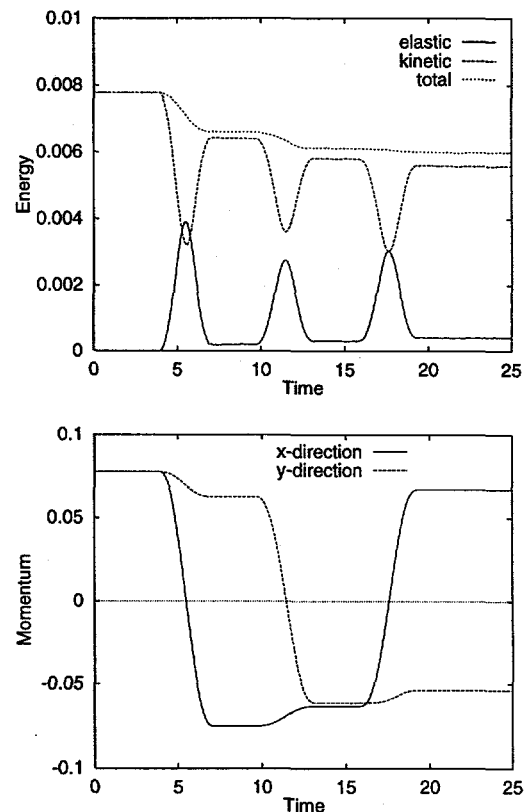 0.01
0.008
0.006
0.004
0.002
0
Energy
elastic
kinetic
total
0 5 10 15 20 25
Time
0.1
0.05
0
-0.05
-0.1
Momentum
x-direction
y-direction
0 5 10 15 20 25
Time